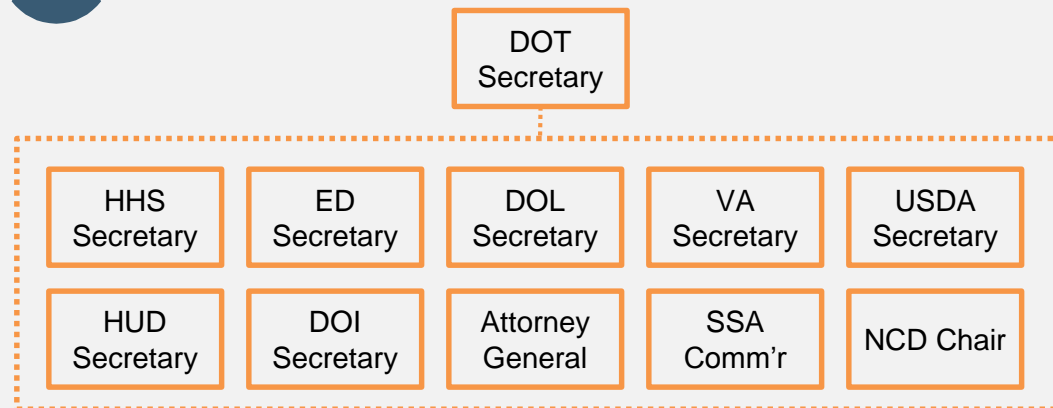 DOT
Secretary
HHS
Secretary
ED
Secretary
DOL
Secretary
VA
Secretary
USDA
Secretary
HUD
Secretary
DOI
Secretary
Attorney
General
SSA
Comm’r
NCD Chair